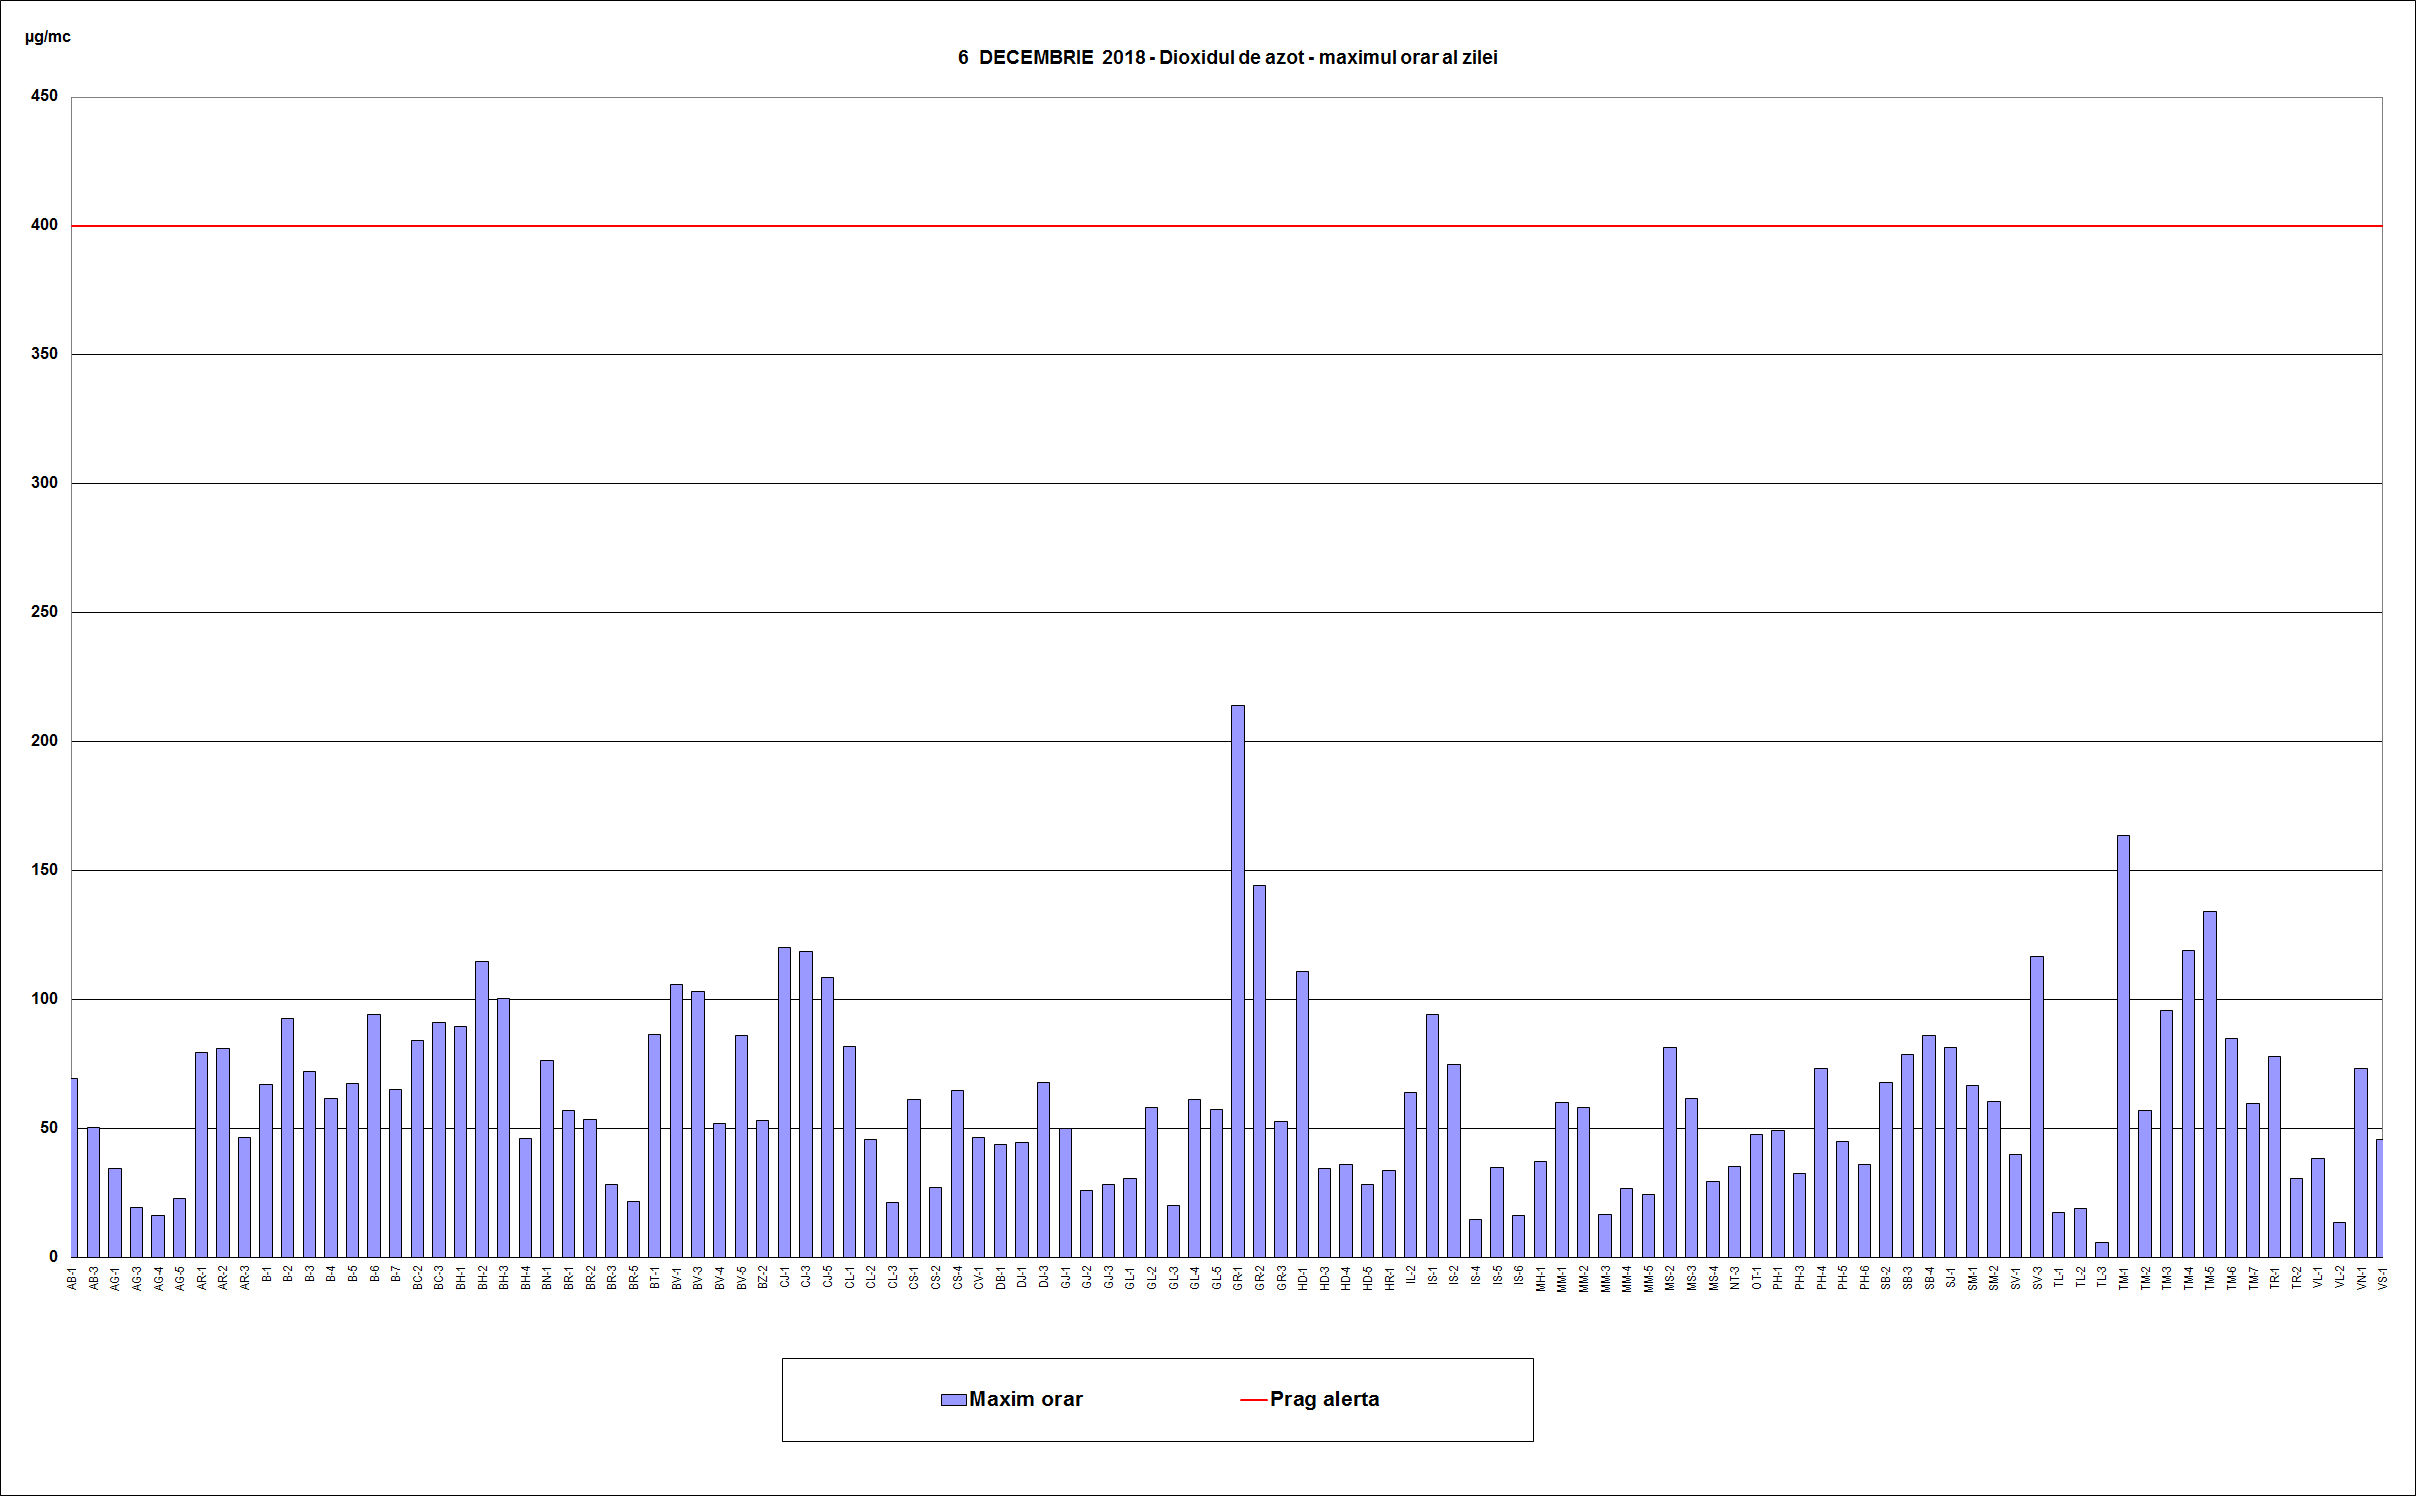 µg/mc
6 DECEMBRIE 2018 - Dioxidul de azot - maximul orar al zilei
450
400
350
300
250
200
150
100
50
0
AB-1
AB-3
AG-1
AG-3
AG-4
AG-5
AR-1
AR-2
AR-3
B-1
B-2
B-3
B-4
B-5
B-6
B-7
BC-2
BC-3
BH-1
BH-2
BH-3
BH-4
BN-1
BR-1
BR-2
BR-3
BR-5
BT-1
BV-1
BV-3
BV-4
BV-5
BZ-2
CJ-1
CJ-3
CJ-5
CL-1
CL-2
CL-3
CS-1
CS-2
CS-4
CV-1
DB-1
DJ-1
DJ-3
GJ-1
GJ-2
GJ-3
GL-1
GL-2
GL-3
GL-4
GL-5
GR-1
GR-2
GR-3
HD-1
HD-3
HD-4
HD-5
HR-1
IL-2
IS-1
IS-2
IS-4
IS-5
IS-6
MH-1
MM-1
MM-2
MM-3
MM-4
MM-5
MS-2
MS-3
MS-4
NT-3
OT-1
PH-1
PH-3
PH-4
PH-5
PH-6
SB-2
SB-3
SB-4
SJ-1
SM-1
SM-2
SV-1
SV-3
TL-1
TL-2
TL-3
TM-1
TM-2
TM-3
TM-4
TM-5
TM-6
TM-7
TR-1
TR-2
VL-1
VL-2
VN-1
VS-1
Maxim orar
Prag alerta